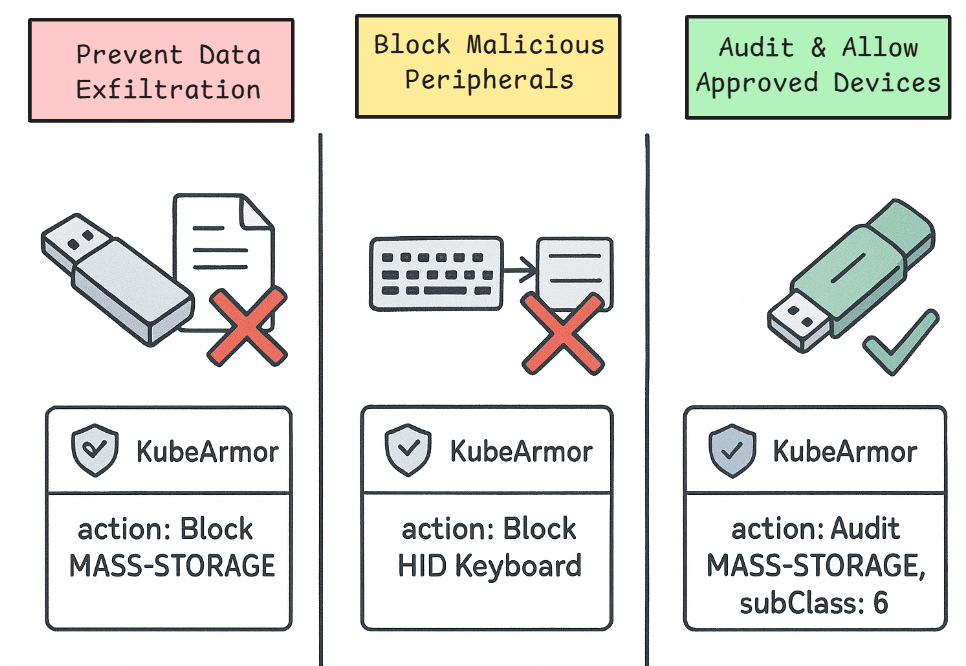 Prevent Data
Exfiltration
Block Malicious
Peripherals
Audit & Allow
Approved Devices
KubeArmor
action: Block
MASS-STORAGE
KubeArmor
action: Block
HID Keyboard
KubeArmor
action: Audit
MASS-STORAGE,
subClass: 6